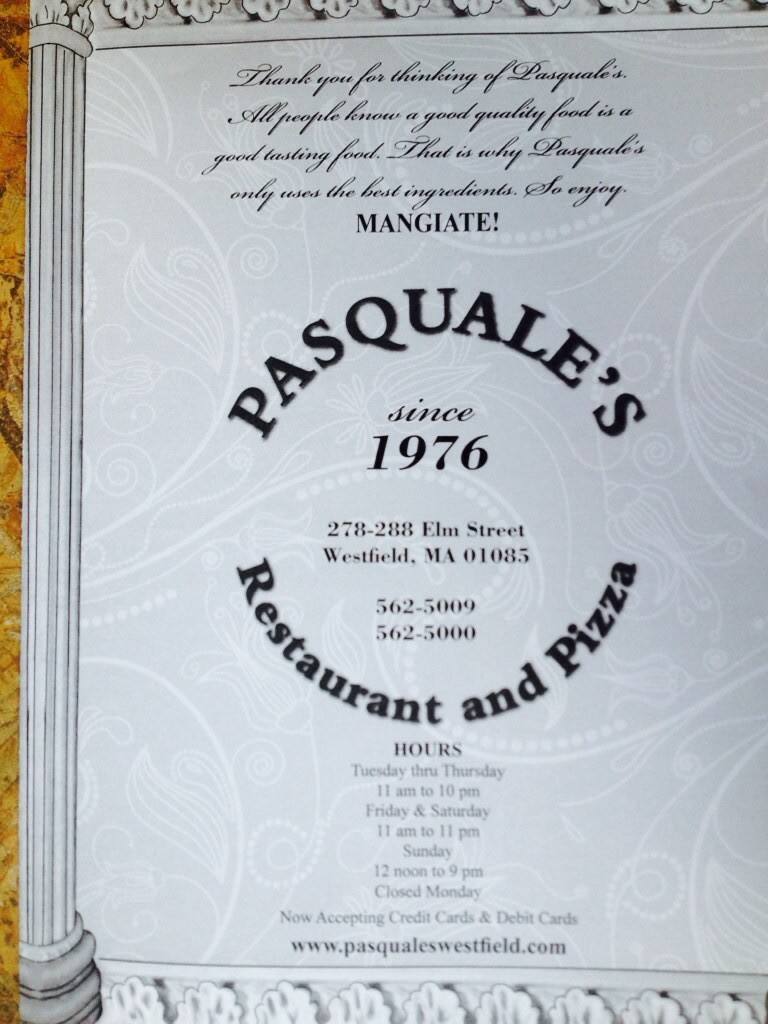 Thank you for thinking of Pasquale's.
All people know a good quality food is a
good tasting food. That is why Pasquale's
only uses the best ingredients. So enjoy.
MANGIATE!
PASQUALE'S
since
1976
278-288 Elm Street
Westfield, MA 01085
562-5009
562-5000
Restaurant and Pizza
HOURS
Tuesday thru Thursday
11 am to 10 pm
Friday & Saturday
11 am to 11 pm
Sunday
12 noon to 9 pm
Closed Monday
Now Accepting Credit Cards & Debit Cards
www.pasqualeswestfield.com